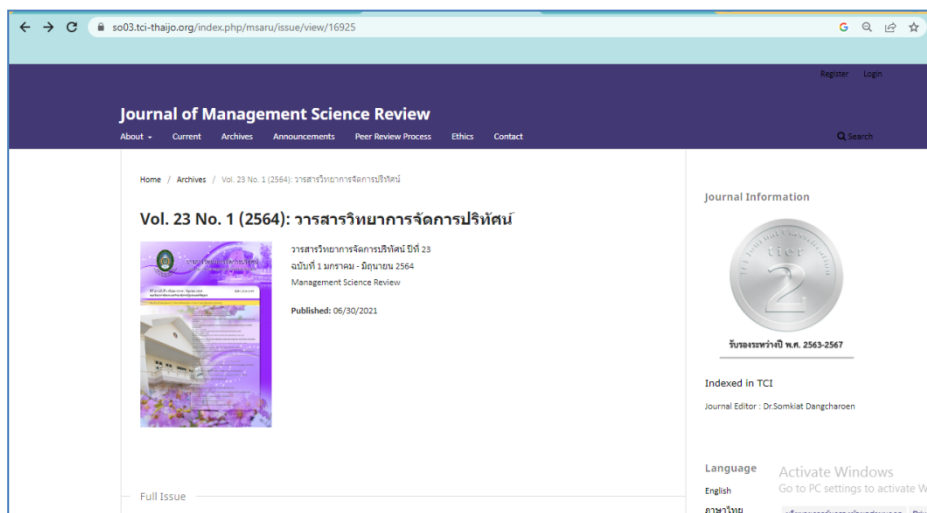 so03.tci-thaijo.org/index.php/msaru/issue/view/16925
Register Login
Journal of Management Science Review
About Current Archives Announcements Peer Review Process Ethics Contact
Search
Home / Archives / Vol. 23 No. 1 (2564): วารสารวิทยาการจัดการปริทัศน์
Vol. 23 No. 1 (2564): วารสารวิทยาการจัดการปริทัศน์
วารสารวิทยาการจัดการปริทัศน์ ปีที่ 23
ฉบับที่ 1 มกราคม - มิถุนายน 2564
Management Science Review
Published: 06/30/2021
Full Issue
Journal Information
tier
2
รับรองระหว่างปี พ.ศ. 2563-2567
Indexed in TCI
Journal Editor : Dr.Somkiat Dangcharoen
Language
English
ภาษาไทย
Activate Windows
Go to PC settings to activate W